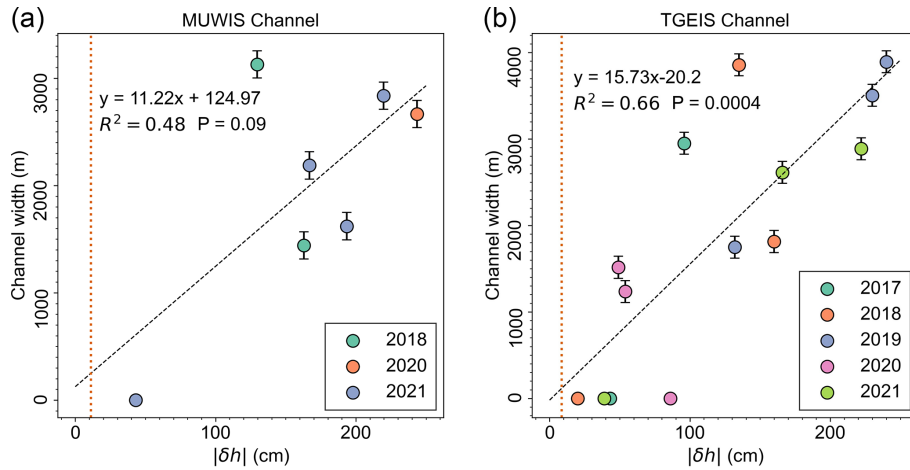 (a)
MUWIS Channel
y = 11.22x + 124.97
R² = 0.48 P = 0.09
Channel width (m)
3000
2000
1000
0
0 100 200
|δh| (cm)
2018
2020
2021
(b)
TGEIS Channel
y = 15.73x-20.2
R² = 0.66 P = 0.0004
Channel width (m)
4000
3000
2000
1000
0
0 100 200
|δh| (cm)
2017
2018
2019
2020
2021